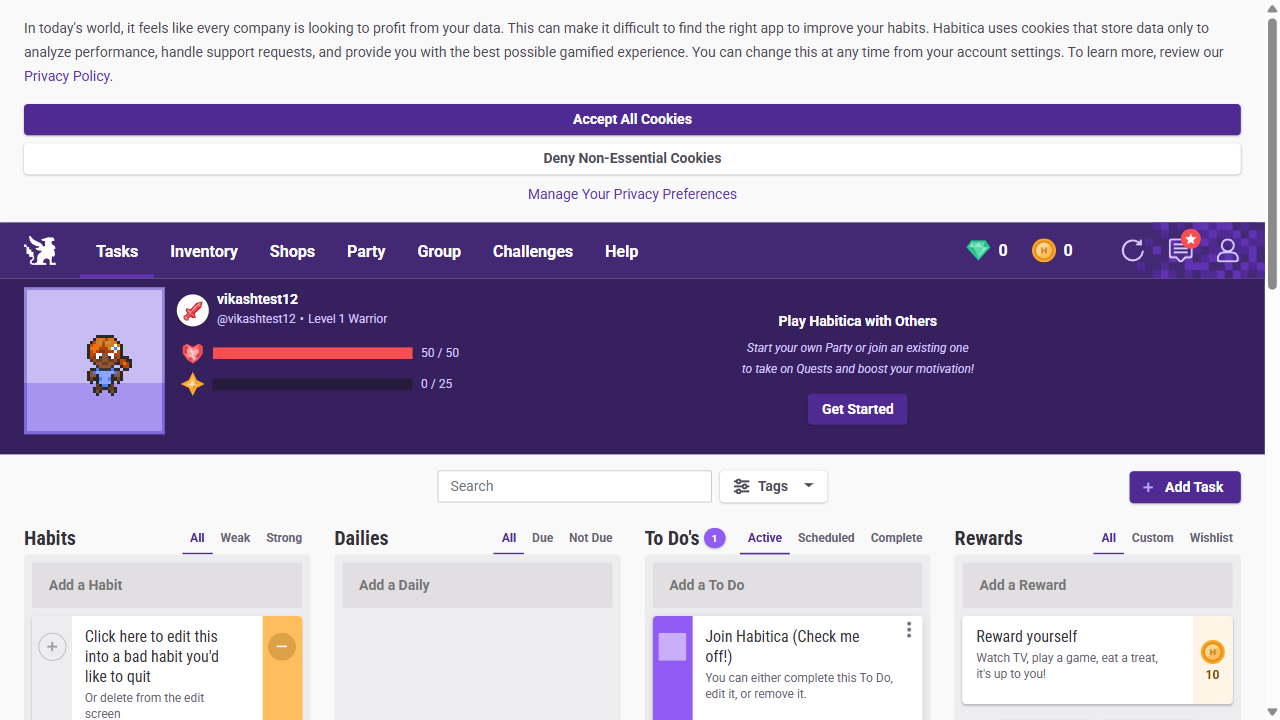 In today's world, it feels like every company is looking to profit from your data. This can make it difficult to find the right app to improve your habits. Habitica uses cookies that store data only to
analyze performance, handle support requests, and provide you with the best possible gamified experience. You can change this at any time from your account settings. To learn more, review our
Privacy Policy.
Accept All Cookies
Deny Non-Essential Cookies
Manage Your Privacy Preferences
Tasks Inventory Shops Party Group Challenges Help 0 0
vikashtest12
@vikashtest12 • Level 1 Warrior
50 / 50
0 / 25
Play Habitica with Others
Start your own Party or join an existing one
to take on Quests and boost your motivation!
Get Started
Search
Tags
+ Add Task
Habits
All Weak Strong
Add a Habit
Click here to edit this
into a bad habit you'd
like to quit
Or delete from the edit
screen
Dailies
All Due Not Due
Add a Daily
To Do's 1
Active Scheduled Complete
Add a To Do
Join Habitica (Check me
off!)
You can either complete this To Do,
edit it, or remove it.
Rewards
All Custom Wishlist
Add a Reward
Reward yourself
Watch TV, play a game, eat a treat,
it's up to you!
10